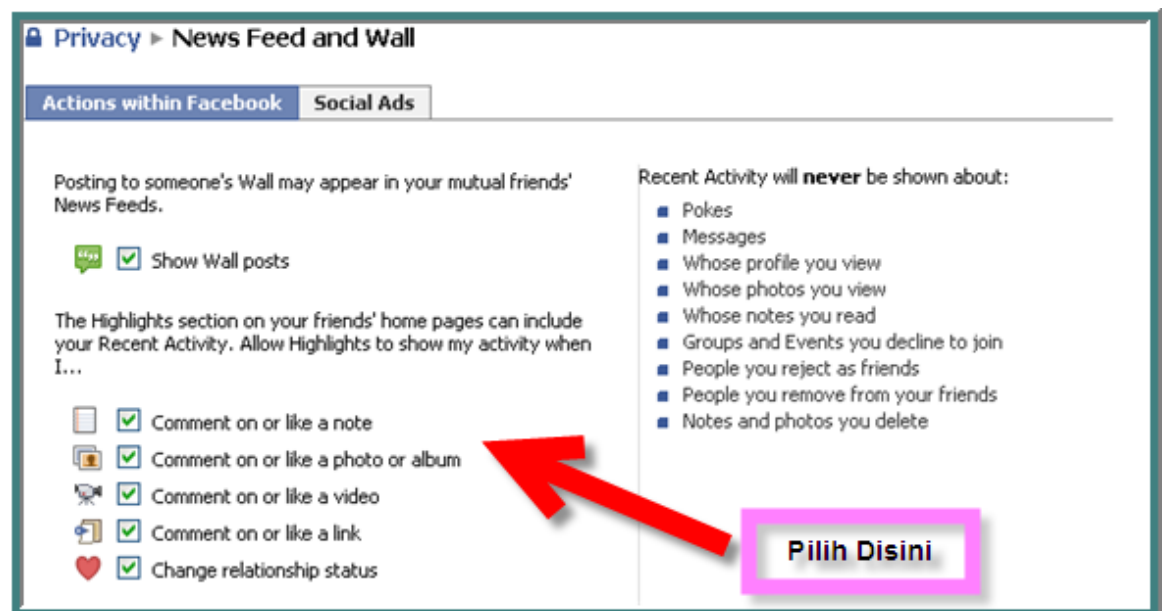 Privacy ▸ News Feed and Wall
Actions within Facebook
Social Ads
Posting to someone's Wall may appear in your mutual friends'
News Feeds.
Show Wall posts
The Highlights section on your friends' home pages can include
your Recent Activity. Allow Highlights to show my activity when
I...
Comment on or like a note
Comment on or like a photo or album
Comment on or like a video
Comment on or like a link
Change relationship status
Recent Activity will never be shown about:
Pokes
Messages
Whose profile you view
Whose photos you view
Whose notes you read
Groups and Events you decline to join
People you reject as friends
People you remove from your friends
Notes and photos you delete
Pilih Disini